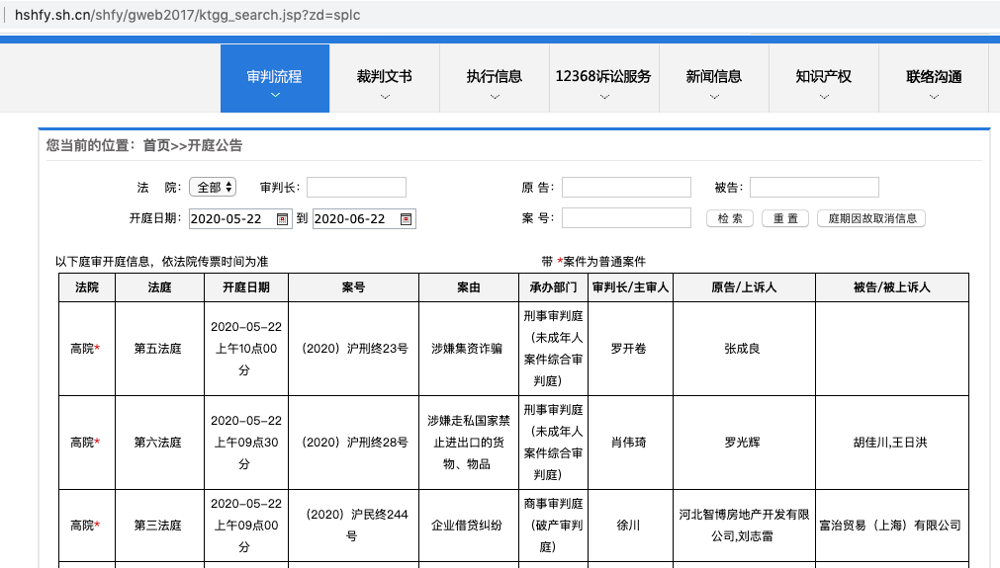 hshfy.sh.cn/shfy/gweb2017/ktgg_search.jsp?zd=splc
审判流程 裁判文书 执行信息 12368诉讼服务 新闻信息 知识产权 联络沟通
您当前的位置：首页>>开庭公告
法 院： 全部 审判长： 原 告： 被告：
开庭日期： 2020-05-22 到 2020-06-22 案 号： 检 索 重 置 庭期因故取消信息
以下庭审开庭信息，依法院传票时间为准 带 *案件为普通案件
法院 法庭 开庭日期 案号 案由 承办部门 审判长/主审人 原告/上诉人 被告/被上诉人
高院* 第五法庭
2020-05-22
上午10点00
分
（2020）沪刑终23号
涉嫌集资诈骗
刑事审判庭
（未成年人
案件综合审
判庭）
罗开卷
张成良
高院* 第六法庭
2020-05-22
上午09点30
分
（2020）沪刑终28号
涉嫌走私国家禁
止进出口的货
物、物品
刑事审判庭
（未成年人
案件综合审
判庭）
肖伟琦
罗光辉
胡佳川,王日洪
高院* 第三法庭
2020-05-22
上午09点00
分
（2020）沪民终244
号
企业借贷纠纷
商事审判庭
（破产审判
庭）
徐川
河北智博房地产开发有限
公司,刘志雷
富治贸易（上海）有限公司